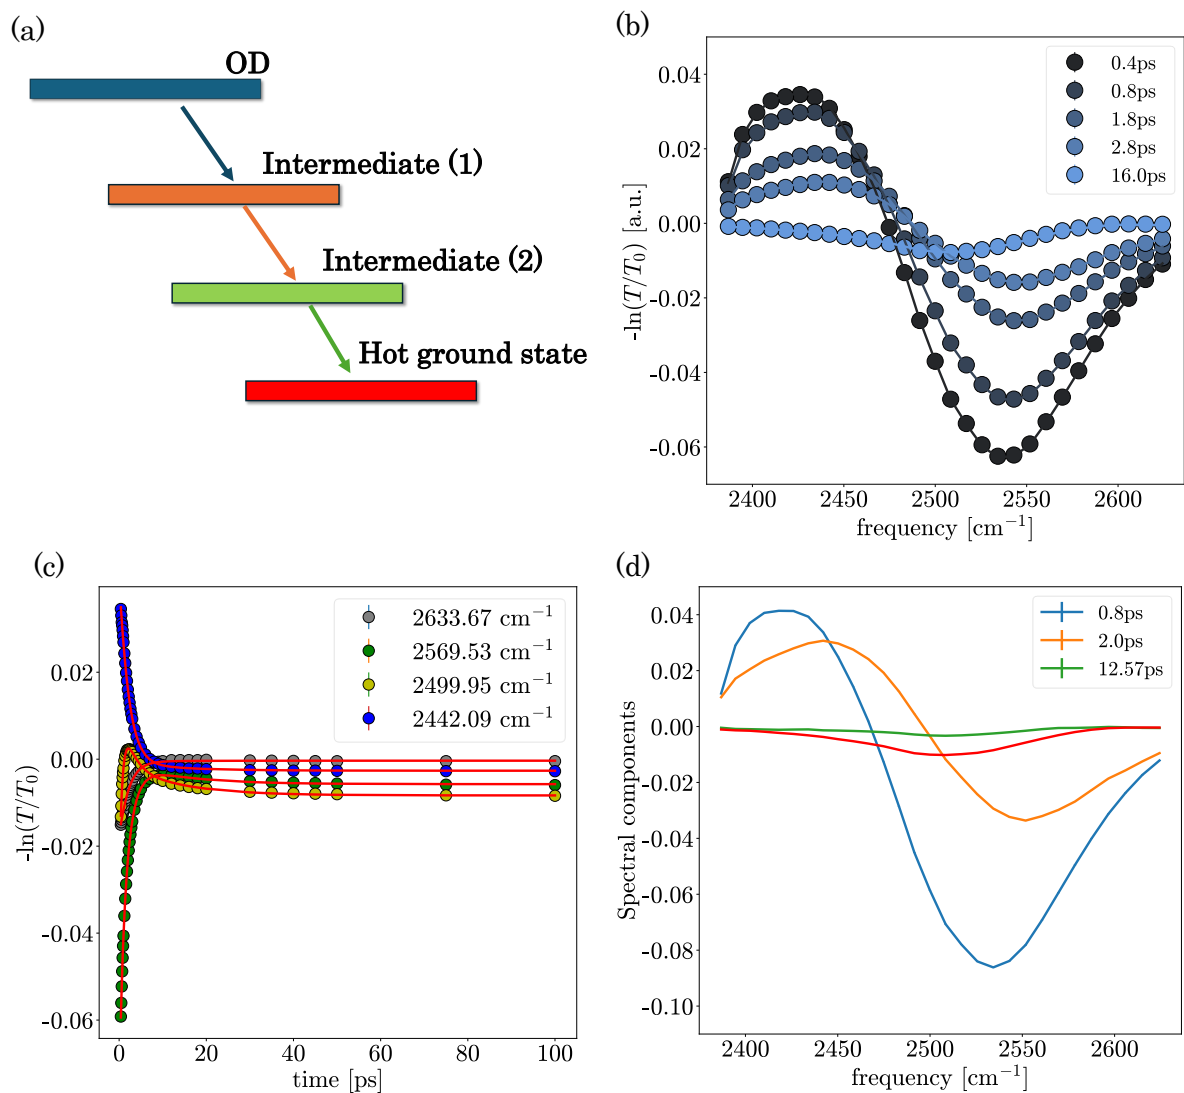 (a)
OD
Intermediate (1)
Intermediate (2)
Hot ground state
(b)
0.04
0.02
0.00
-0.02
-0.04
-0.06
-ln(T/T₀) [a.u.]
0.4ps
0.8ps
1.8ps
2.8ps
16.0ps
2400 2450 2500 2550 2600
frequency [cm⁻¹]
(c)
0.02
0.00
-0.02
-0.04
-0.06
-ln(T/T₀)
2633.67 cm⁻¹
2569.53 cm⁻¹
2499.95 cm⁻¹
2442.09 cm⁻¹
0 20 40 60 80 100
time [ps]
(d)
0.04
0.02
0.00
-0.02
-0.04
-0.06
-0.08
-0.10
Spectral components
0.8ps
2.0ps
12.57ps
2400 2450 2500 2550 2600
frequency [cm⁻¹]